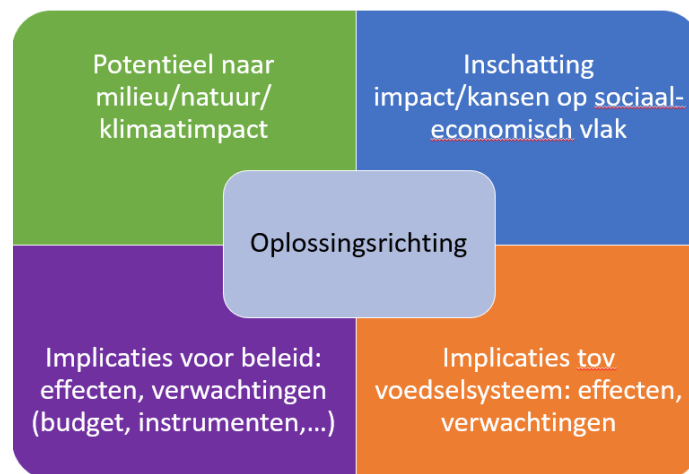 Potentieel naar
milieu/natuur/
klimaatimpact
Inschatting
impact/kansen op sociaal-
economisch vlak
Oplossingsrichting
Implicaties voor beleid:
effecten, verwachtingen
(budget, instrumenten,...)
Implicaties tov
voedselsysteem: effecten,
verwachtingen